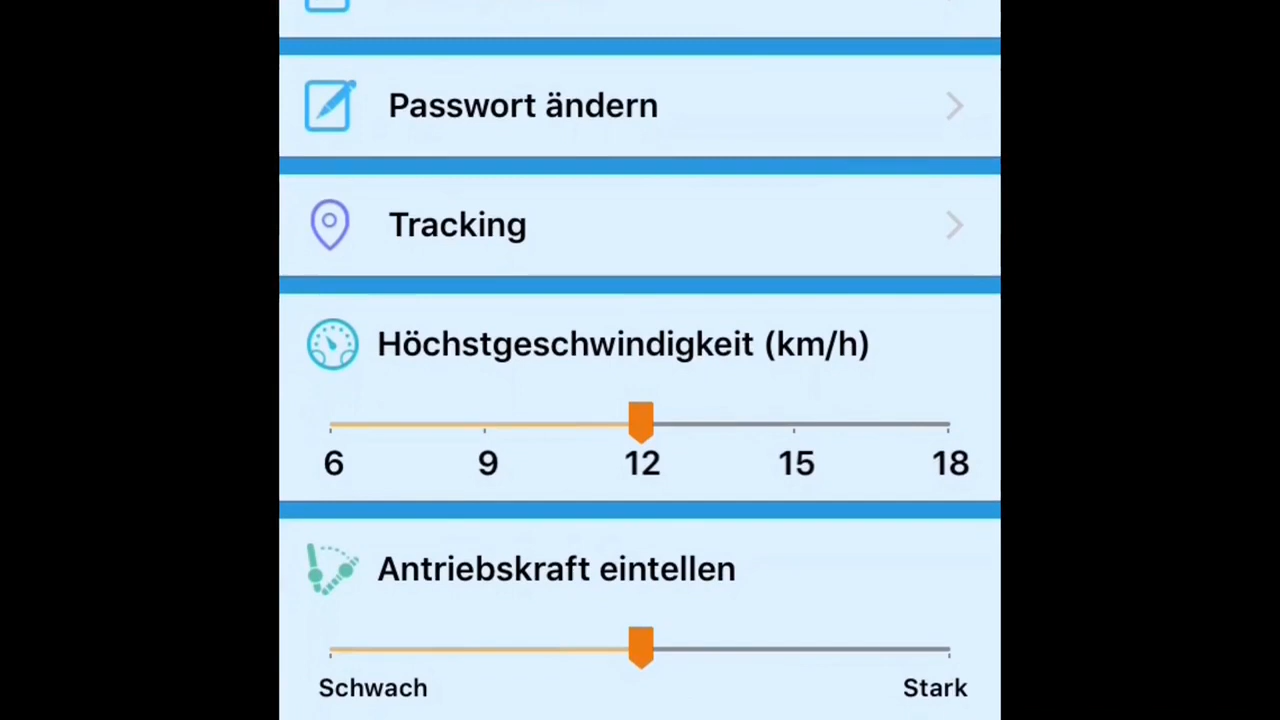 Passwort ändern
Tracking
Höchstgeschwindigkeit (km/h)
6 9 12 15 18
Antriebskraft eintellen
Schwach Stark